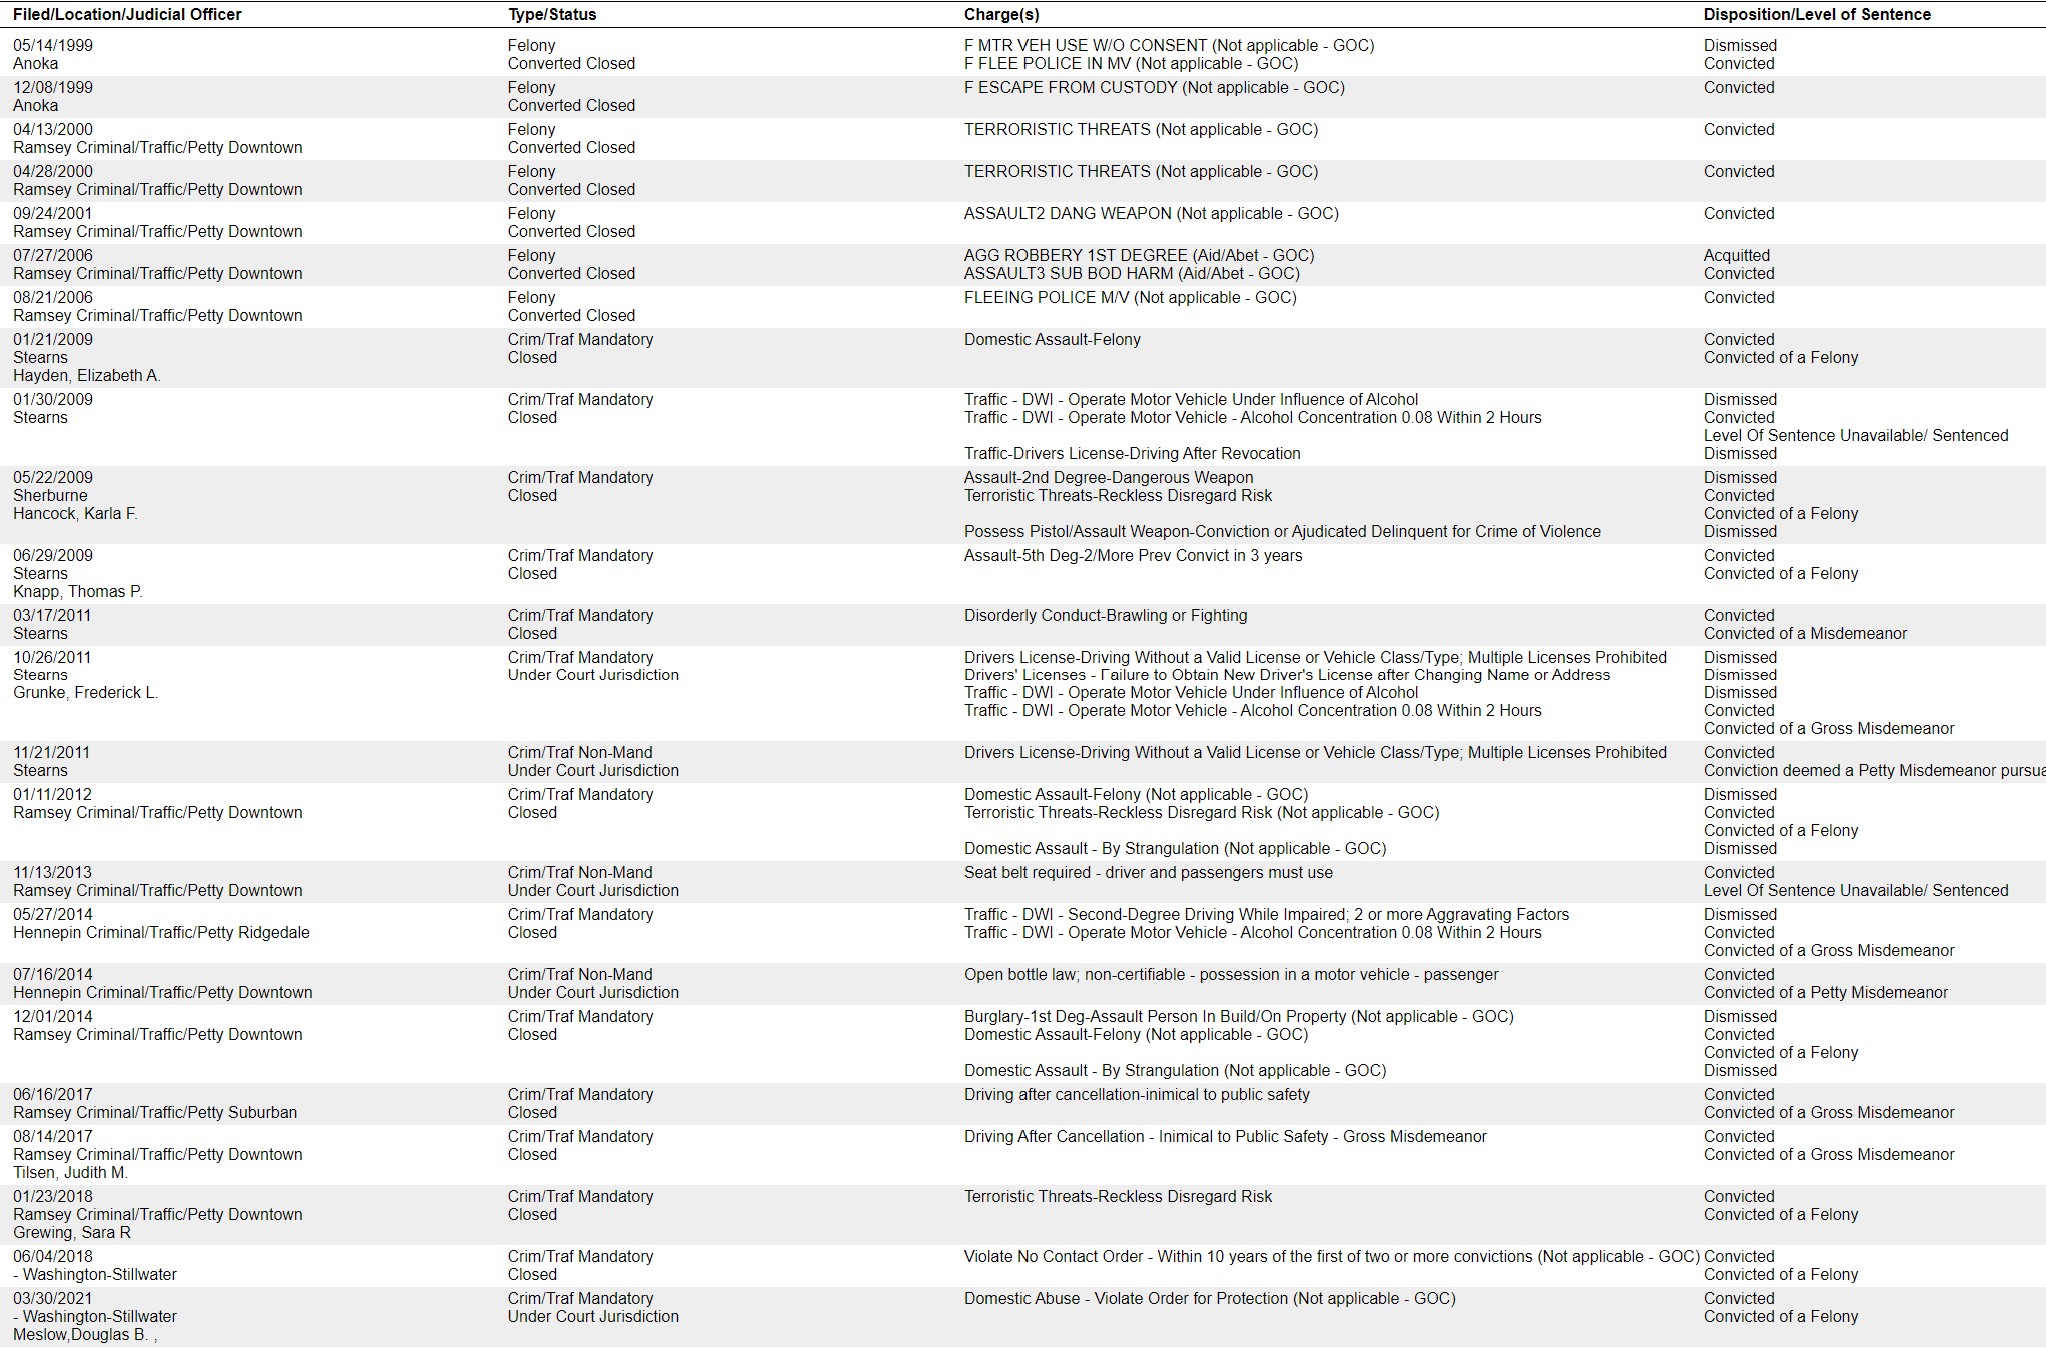 Filed/Location/Judicial Officer Type/Status Charge(s) Disposition/Level of Sentence
05/14/1999 Felony F MTR VEH USE W/O CONSENT (Not applicable - GOC) Dismissed
Anoka Converted Closed F FLEE POLICE IN MV (Not applicable - GOC) Convicted
12/08/1999 Felony F ESCAPE FROM CUSTODY (Not applicable - GOC) Convicted
Anoka Converted Closed
04/13/2000 Felony TERRORISTIC THREATS (Not applicable - GOC) Convicted
Ramsey Criminal/Traffic/Petty Downtown Converted Closed
04/28/2000 Felony TERRORISTIC THREATS (Not applicable - GOC) Convicted
Ramsey Criminal/Traffic/Petty Downtown Converted Closed
09/24/2001 Felony ASSAULT2 DANG WEAPON (Not applicable - GOC) Convicted
Ramsey Criminal/Traffic/Petty Downtown Converted Closed
07/27/2006 Felony AGG ROBBERY 1ST DEGREE (Aid/Abet - GOC) Acquitted
Ramsey Criminal/Traffic/Petty Downtown Converted Closed ASSAULT3 SUB BOD HARM (Aid/Abet - GOC) Convicted
08/21/2006 Felony FLEEING POLICE M/V (Not applicable - GOC) Convicted
Ramsey Criminal/Traffic/Petty Downtown Converted Closed
01/21/2009 Crim/Traf Mandatory Domestic Assault-Felony Convicted
Stearns Closed Convicted of a Felony
Hayden, Elizabeth A.
01/30/2009 Crim/Traf Mandatory Traffic - DWI - Operate Motor Vehicle Under Influence of Alcohol Dismissed
Stearns Closed Traffic - DWI - Operate Motor Vehicle - Alcohol Concentration 0.08 Within 2 Hours Convicted
Level Of Sentence Unavailable/ Sentenced
Traffic-Drivers License-Driving After Revocation Dismissed
05/22/2009 Crim/Traf Mandatory Assault-2nd Degree-Dangerous Weapon Dismissed
Sherburne Closed Terroristic Threats-Reckless Disregard Risk Convicted
Hancock, Karla F. Convicted of a Felony
Possess Pistol/Assault Weapon-Conviction or Ajudicated Delinquent for Crime of Violence Dismissed
06/29/2009 Crim/Traf Mandatory Assault-5th Deg-2/More Prev Convict in 3 years Convicted
Stearns Closed Convicted of a Felony
Knapp, Thomas P.
03/17/2011 Crim/Traf Mandatory Disorderly Conduct-Brawling or Fighting Convicted
Stearns Closed Convicted of a Misdemeanor
10/26/2011 Crim/Traf Mandatory Drivers License-Driving Without a Valid License or Vehicle Class/Type; Multiple Licenses Prohibited Dismissed
Stearns Under Court Jurisdiction Drivers' Licenses - Failure to Obtain New Driver's License after Changing Name or Address Dismissed
Grunke, Frederick L. Traffic - DWI - Operate Motor Vehicle Under Influence of Alcohol Dismissed
Traffic - DWI - Operate Motor Vehicle - Alcohol Concentration 0.08 Within 2 Hours Convicted
Convicted of a Gross Misdemeanor
11/21/2011 Crim/Traf Non-Mand Drivers License-Driving Without a Valid License or Vehicle Class/Type; Multiple Licenses Prohibited Convicted
Stearns Under Court Jurisdiction Conviction deemed a Petty Misdemeanor pursua
01/11/2012 Crim/Traf Mandatory Domestic Assault-Felony (Not applicable - GOC) Dismissed
Ramsey Criminal/Traffic/Petty Downtown Closed Terroristic Threats-Reckless Disregard Risk (Not applicable - GOC) Convicted
Convicted of a Felony
Domestic Assault - By Strangulation (Not applicable - GOC) Dismissed
11/13/2013 Crim/Traf Non-Mand Seat belt required - driver and passengers must use Convicted
Ramsey Criminal/Traffic/Petty Downtown Under Court Jurisdiction Level Of Sentence Unavailable/ Sentenced
05/27/2014 Crim/Traf Mandatory Traffic - DWI - Second-Degree Driving While Impaired; 2 or more Aggravating Factors Dismissed
Hennepin Criminal/Traffic/Petty Ridgedale Closed Traffic - DWI - Operate Motor Vehicle - Alcohol Concentration 0.08 Within 2 Hours Convicted
Convicted of a Gross Misdemeanor
07/16/2014 Crim/Traf Non-Mand Open bottle law; non-certifiable - possession in a motor vehicle - passenger Convicted
Hennepin Criminal/Traffic/Petty Downtown Under Court Jurisdiction Convicted of a Petty Misdemeanor
12/01/2014 Crim/Traf Mandatory Burglary-1st Deg-Assault Person In Build/On Property (Not applicable - GOC) Dismissed
Ramsey Criminal/Traffic/Petty Downtown Closed Domestic Assault-Felony (Not applicable - GOC) Convicted
Convicted of a Felony
Domestic Assault - By Strangulation (Not applicable - GOC) Dismissed
06/16/2017 Crim/Traf Mandatory Driving after cancellation-inimical to public safety Convicted
Ramsey Criminal/Traffic/Petty Suburban Closed Convicted of a Gross Misdemeanor
08/14/2017 Crim/Traf Mandatory Driving After Cancellation - Inimical to Public Safety - Gross Misdemeanor Convicted
Ramsey Criminal/Traffic/Petty Downtown Closed Convicted of a Gross Misdemeanor
Tilsen, Judith M.
01/23/2018 Crim/Traf Mandatory Terroristic Threats-Reckless Disregard Risk Convicted
Ramsey Criminal/Traffic/Petty Downtown Closed Convicted of a Felony
Grewing, Sara R
06/04/2018 Crim/Traf Mandatory Violate No Contact Order - Within 10 years of the first of two or more convictions (Not applicable - GOC) Convicted
- Washington-Stillwater Closed Convicted of a Felony
03/30/2021 Crim/Traf Mandatory Domestic Abuse - Violate Order for Protection (Not applicable - GOC) Convicted
- Washington-Stillwater Under Court Jurisdiction Convicted of a Felony
Meslow,Douglas B. ,